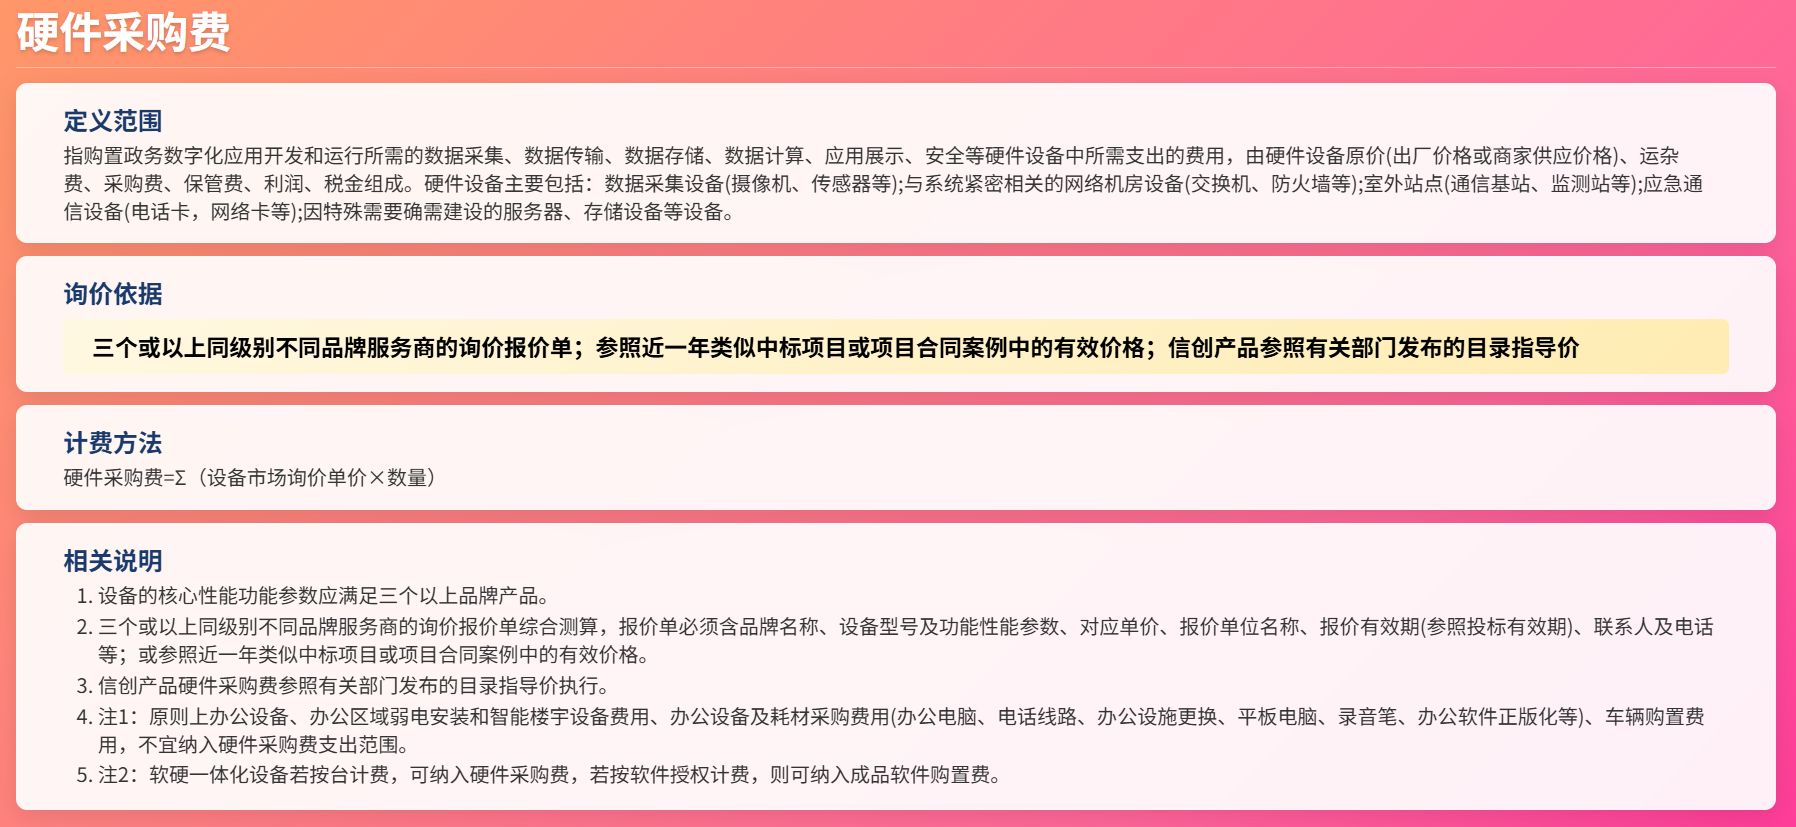 硬件采购费
定义范围
指购置政务数字化应用开发和运行所需的数据采集、数据传输、数据存储、数据计算、应用展示、安全等硬件设备中所需支出的费用，由硬件设备原价(出厂价格或商家供应价格)、运杂
费、采购费、保管费、利润、税金组成。硬件设备主要包括：数据采集设备(摄像机、传感器等);与系统紧密相关的网络机房设备(交换机、防火墙等);室外站点(通信基站、监测站等);应急通
信设备(电话卡，网络卡等);因特殊需要确需建设的服务器、存储设备等设备。
询价依据
三个或以上同级别不同品牌服务商的询价报价单；参照近一年类似中标项目或项目合同案例中的有效价格；信创产品参照有关部门发布的目录指导价
计费方法
硬件采购费=Σ（设备市场询价单价×数量）
相关说明
1. 设备的核心性能功能参数应满足三个以上品牌产品。
2. 三个或以上同级别不同品牌服务商的询价报价单综合测算，报价单必须含品牌名称、设备型号及功能性能参数、对应单价、报价单位名称、报价有效期(参照投标有效期)、联系人及电话
等；或参照近一年类似中标项目或项目合同案例中的有效价格。
3. 信创产品硬件采购费参照有关部门发布的目录指导价执行。
4. 注1：原则上办公设备、办公区域弱电安装和智能楼宇设备费用、办公设备及耗材采购费用(办公电脑、电话线路、办公设施更换、平板电脑、录音笔、办公软件正版化等)、车辆购置费
用，不宜纳入硬件采购费支出范围。
5. 注2：软硬一体化设备若按台计费，可纳入硬件采购费，若按软件授权计费，则可纳入成品软件购置费。